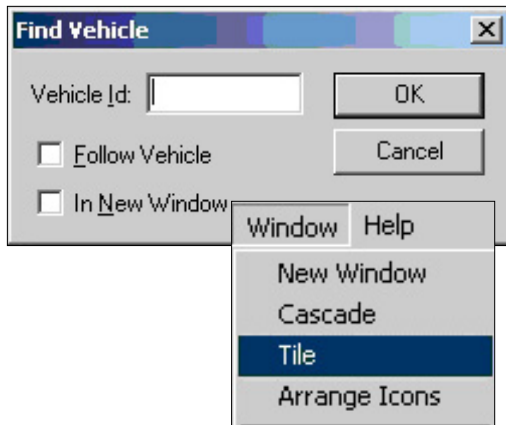 Find Vehicle
Vehicle Id:
OK
Follow Vehicle
Cancel
In New Window
Window Help
New Window
Cascade
Tile
Arrange Icons